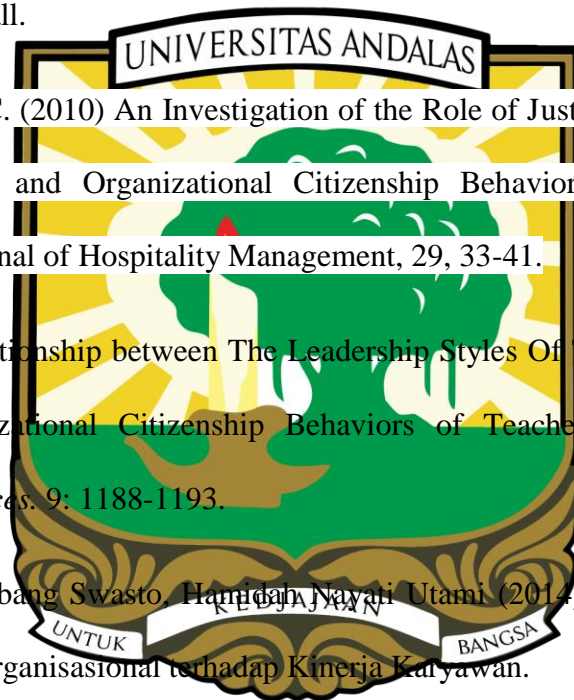 all.
UNIVERSITAS ANDALAS
C. (2010) An Investigation of the Role of Just
and Organizational Citizenship Behavior
nal of Hospitality Management, 29, 33-41.
tionship between The Leadership Styles Of
zational Citizenship Behaviors of Teache
ces. 9: 1188-1193.
bang Swasto, Hamidah Nayati Utami (2014
KEDJAJAAN
UNTUK BANGSA
rganisasional terhadap Kinerja Karyawan.